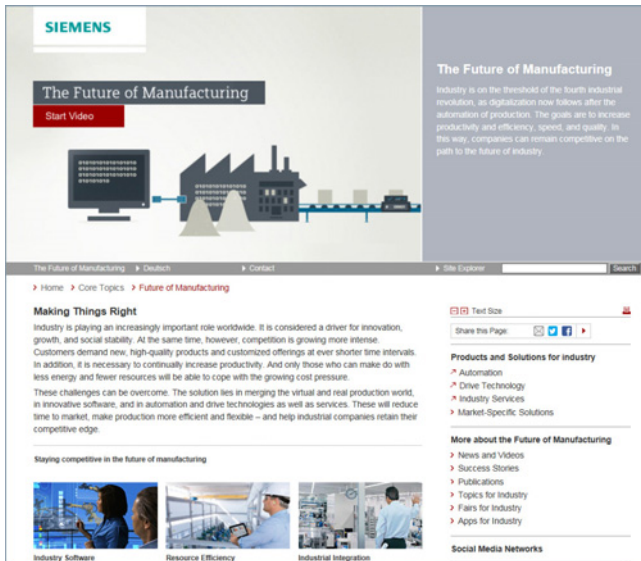 SIEMENS
The Future of Manufacturing
Start Video
The Future of Manufacturing
Industry is on the threshold of the fourth industrial
revolution, as digitalization now follows after the
automation of production. The goals are to increase
productivity and efficiency, speed, and quality. In
this way, companies can remain competitive on the
path to the future of industry.
The Future of Manufacturing Deutsch Contact Site Explorer Search
Home Core Topics Future of Manufacturing
Making Things Right
Industry is playing an increasingly important role worldwide. It is considered a driver for innovation,
growth, and social stability. At the same time, however, competition is growing more intense.
Customers demand new, high-quality products and customized offerings at ever shorter time intervals.
In addition, it is necessary to continually increase productivity. And only those who can make do with
less energy and fewer resources will be able to cope with the growing cost pressure.
These challenges can be overcome. The solution lies in merging the virtual and real production world,
in innovative software, and in automation and drive technologies as well as services. These will reduce
time to market, make production more efficient and flexible – and help industrial companies retain their
competitive edge.
Staying competitive in the future of manufacturing
Industry Software Resource Efficiency Industrial Integration
Text Size
Share this Page:
Products and Solutions for industry
Automation
Drive Technology
Industry Services
Market-Specific Solutions
More about the Future of Manufacturing
News and Videos
Success Stories
Publications
Topics for Industry
Fairs for Industry
Apps for Industry
Social Media Networks